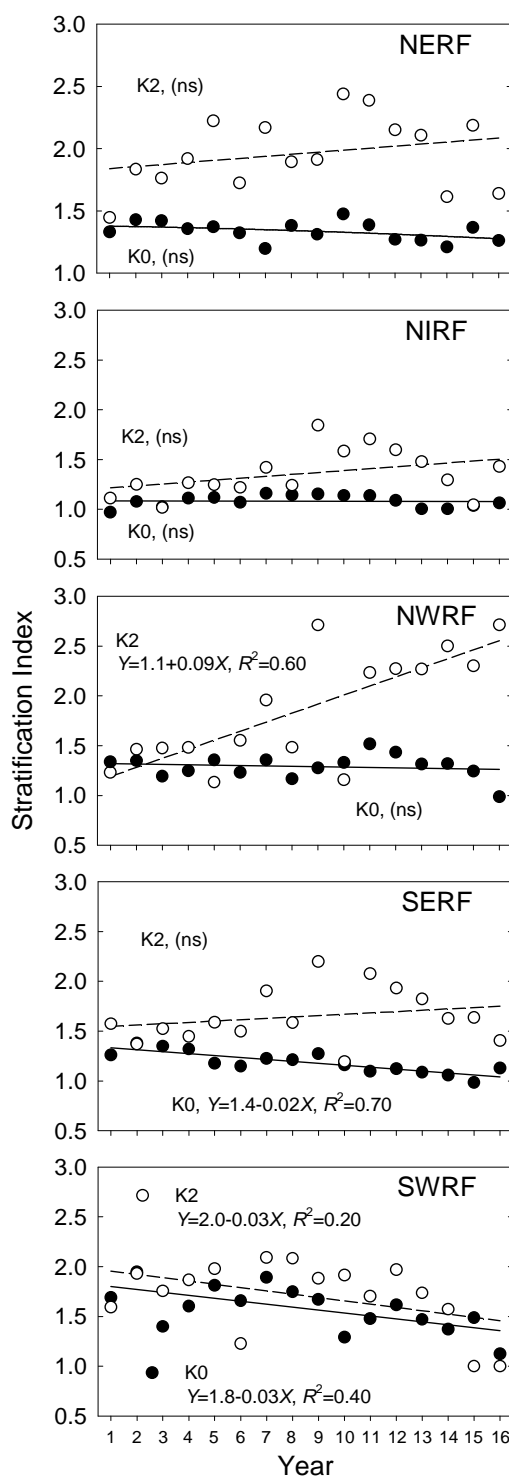 3.0
NERF
K2, (ns)
2.5
2.0
1.5
K0, (ns)
1.0
3.0
NIRF
2.5
2.0
K2, (ns)
1.5
1.0
K0, (ns)
0.5
3.0
NWRF
K2
2.5
Y=1.1+0.09X, R²=0.60
2.0
1.5
1.0
K0, (ns)
0.5
Stratification Index
3.0
SERF
2.5
K2, (ns)
2.0
1.5
1.0
K0, Y=1.4-0.02X, R²=0.70
0.5
3.0
SWRF
K2
2.5
Y=2.0-0.03X, R²=0.20
2.0
1.5
1.0
K0
Y=1.8-0.03X, R²=0.40
0.5
1 2 3 4 5 6 7 8 9 10 11 12 13 14 15 16
Year